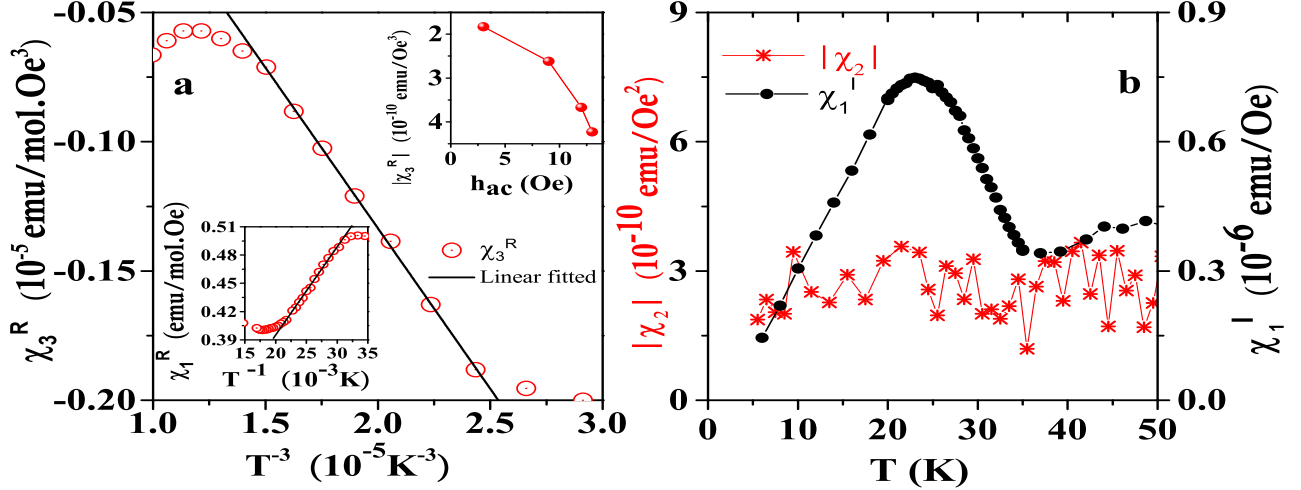 a
χ₃ᴿ (10⁻⁵ emu/mol.Oe³)
-0.05
-0.10
-0.15
-0.20
1.0 1.5 2.0 2.5 3.0
T⁻³ (10⁻⁵K⁻³)
|χ₃ᴿ| (10⁻¹⁰ emu/Oe³)
2
3
4
0 5 10
hac (Oe)
χ₃ᴿ
Linear fitted
χ₁ᴿ (emu/mol.Oe)
0.51
0.48
0.45
0.42
0.39
15 20 25 30 35
T⁻¹ (10⁻³K)
b
|χ₂| (10⁻¹⁰ emu/Oe²)
9
6
3
0
|χ₂|
χ₁ᴵ
0 10 20 30 40 50
T (K)
0.9
0.6
0.3
0.0
χ₁ᴵ (10⁻⁶ emu/Oe)